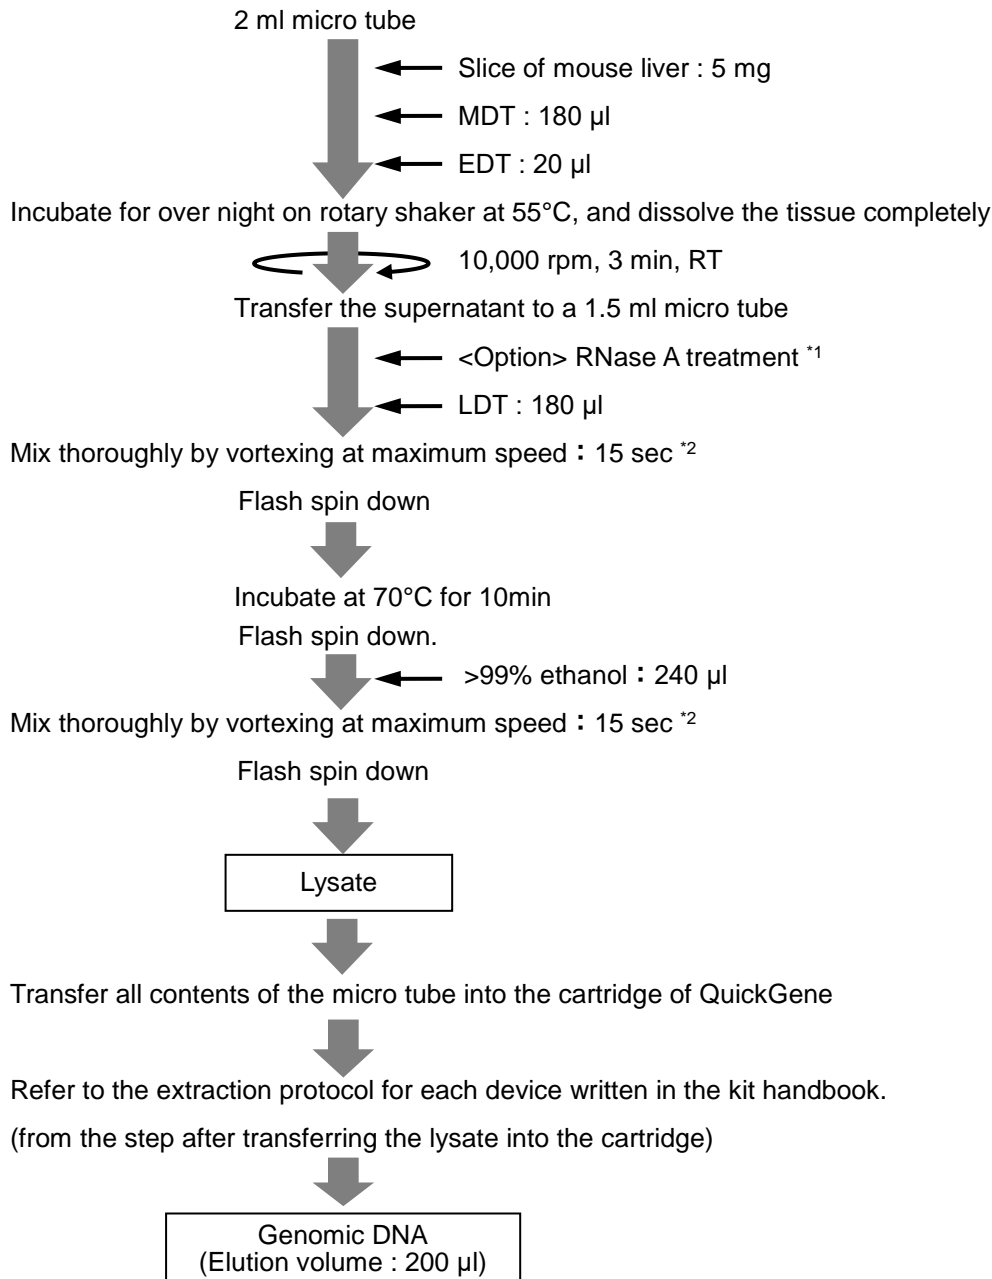 2 ml micro tube
Slice of mouse liver : 5 mg
MDT : 180 µl
EDT : 20 µl
Incubate for over night on rotary shaker at 55°C, and dissolve the tissue completely
10,000 rpm, 3 min, RT
Transfer the supernatant to a 1.5 ml micro tube
<Option> RNase A treatment *1
LDT : 180 µl
Mix thoroughly by vortexing at maximum speed：15 sec *2
Flash spin down
Incubate at 70°C for 10min
Flash spin down.
>99% ethanol：240 µl
Mix thoroughly by vortexing at maximum speed：15 sec *2
Flash spin down
Lysate
Transfer all contents of the micro tube into the cartridge of QuickGene
Refer to the extraction protocol for each device written in the kit handbook.
(from the step after transferring the lysate into the cartridge)
Genomic DNA
(Elution volume : 200 µl)